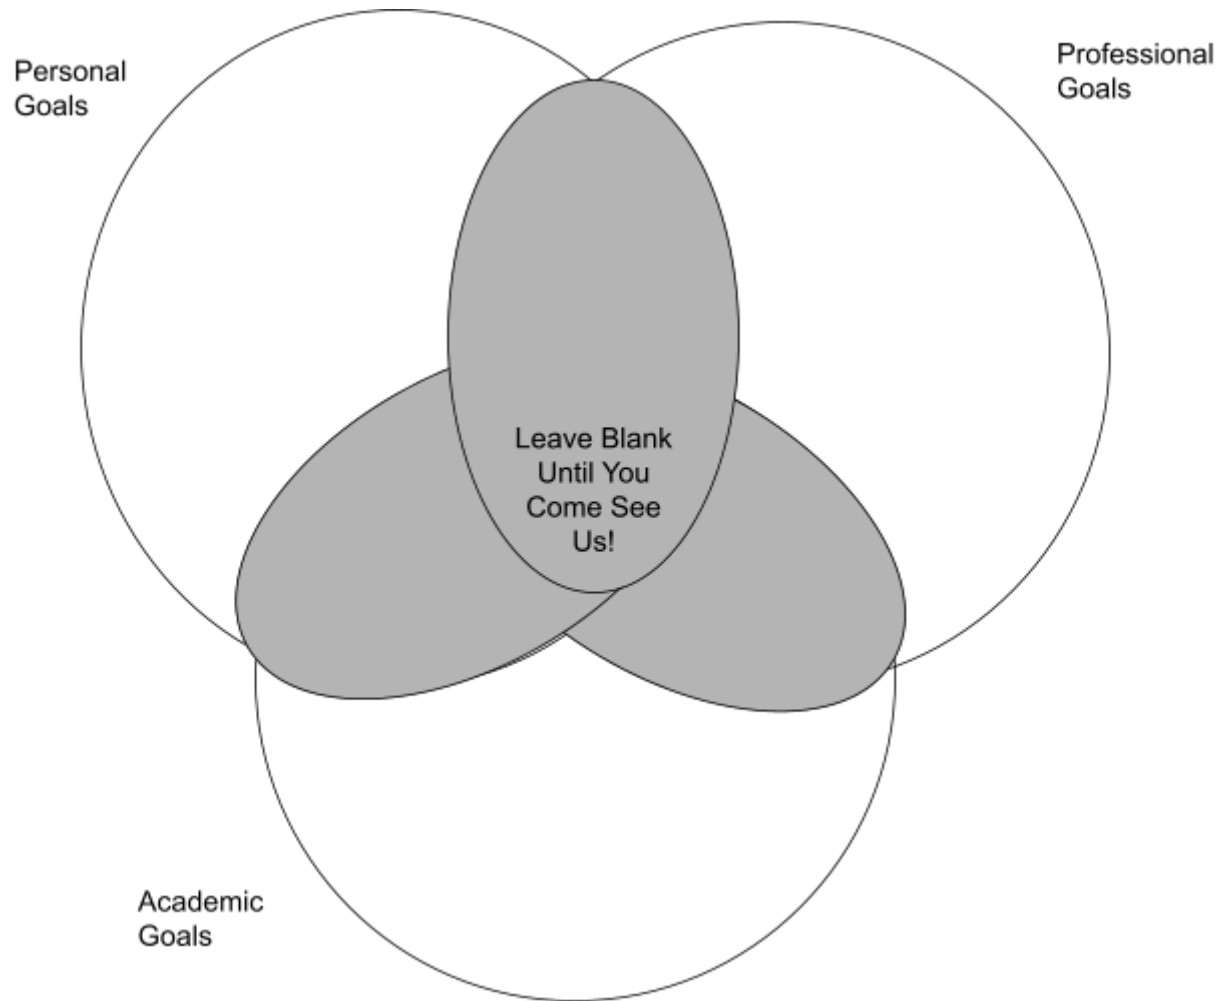 Personal
Goals
Professional
Goals
Leave Blank
Until You
Come See
Us!
Academic
Goals